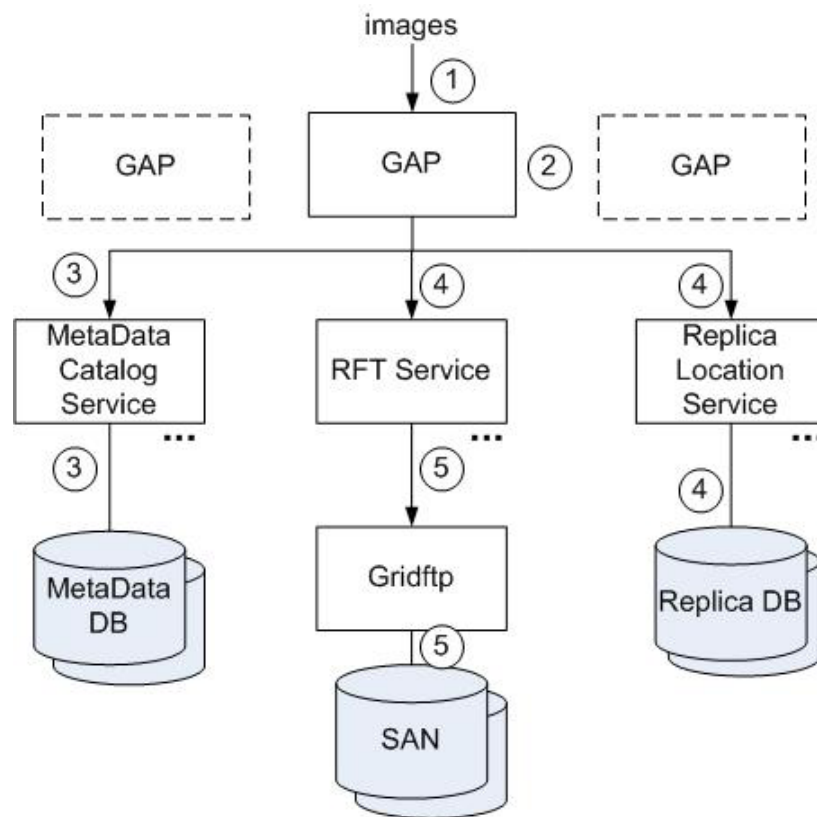 images
1
GAP
GAP
2
GAP
3
4
4
MetaData
Catalog
Service
...
RFT Service
...
Replica
Location
Service
...
3
5
4
MetaData
DB
Gridftp
Replica DB
5
SAN